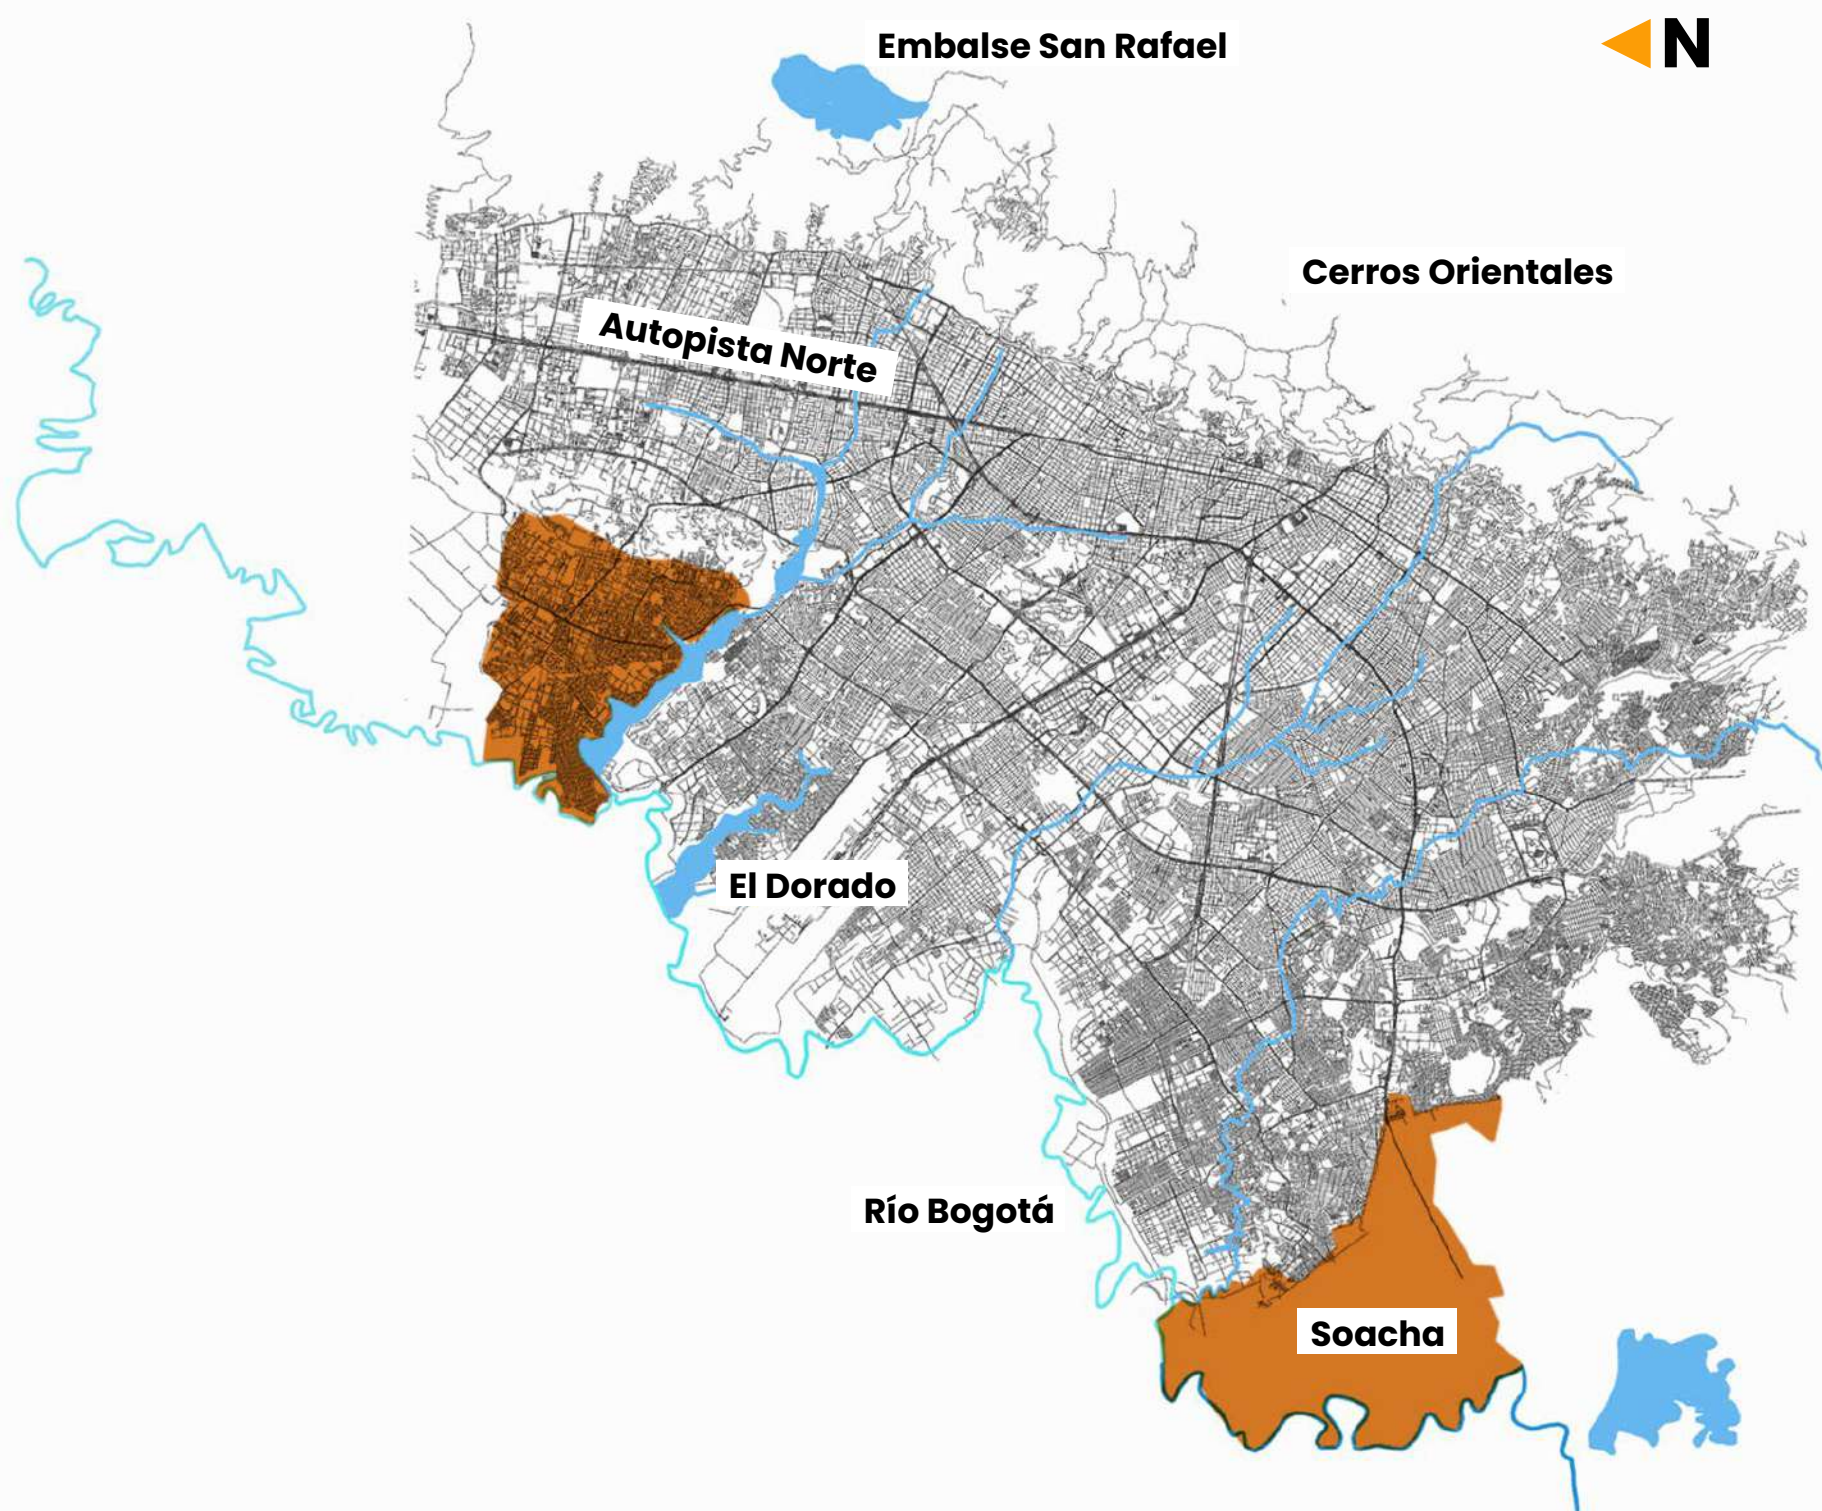 Embalse San Rafael
N
Cerros Orientales
Autopista Norte
El Dorado
Río Bogotá
Soacha